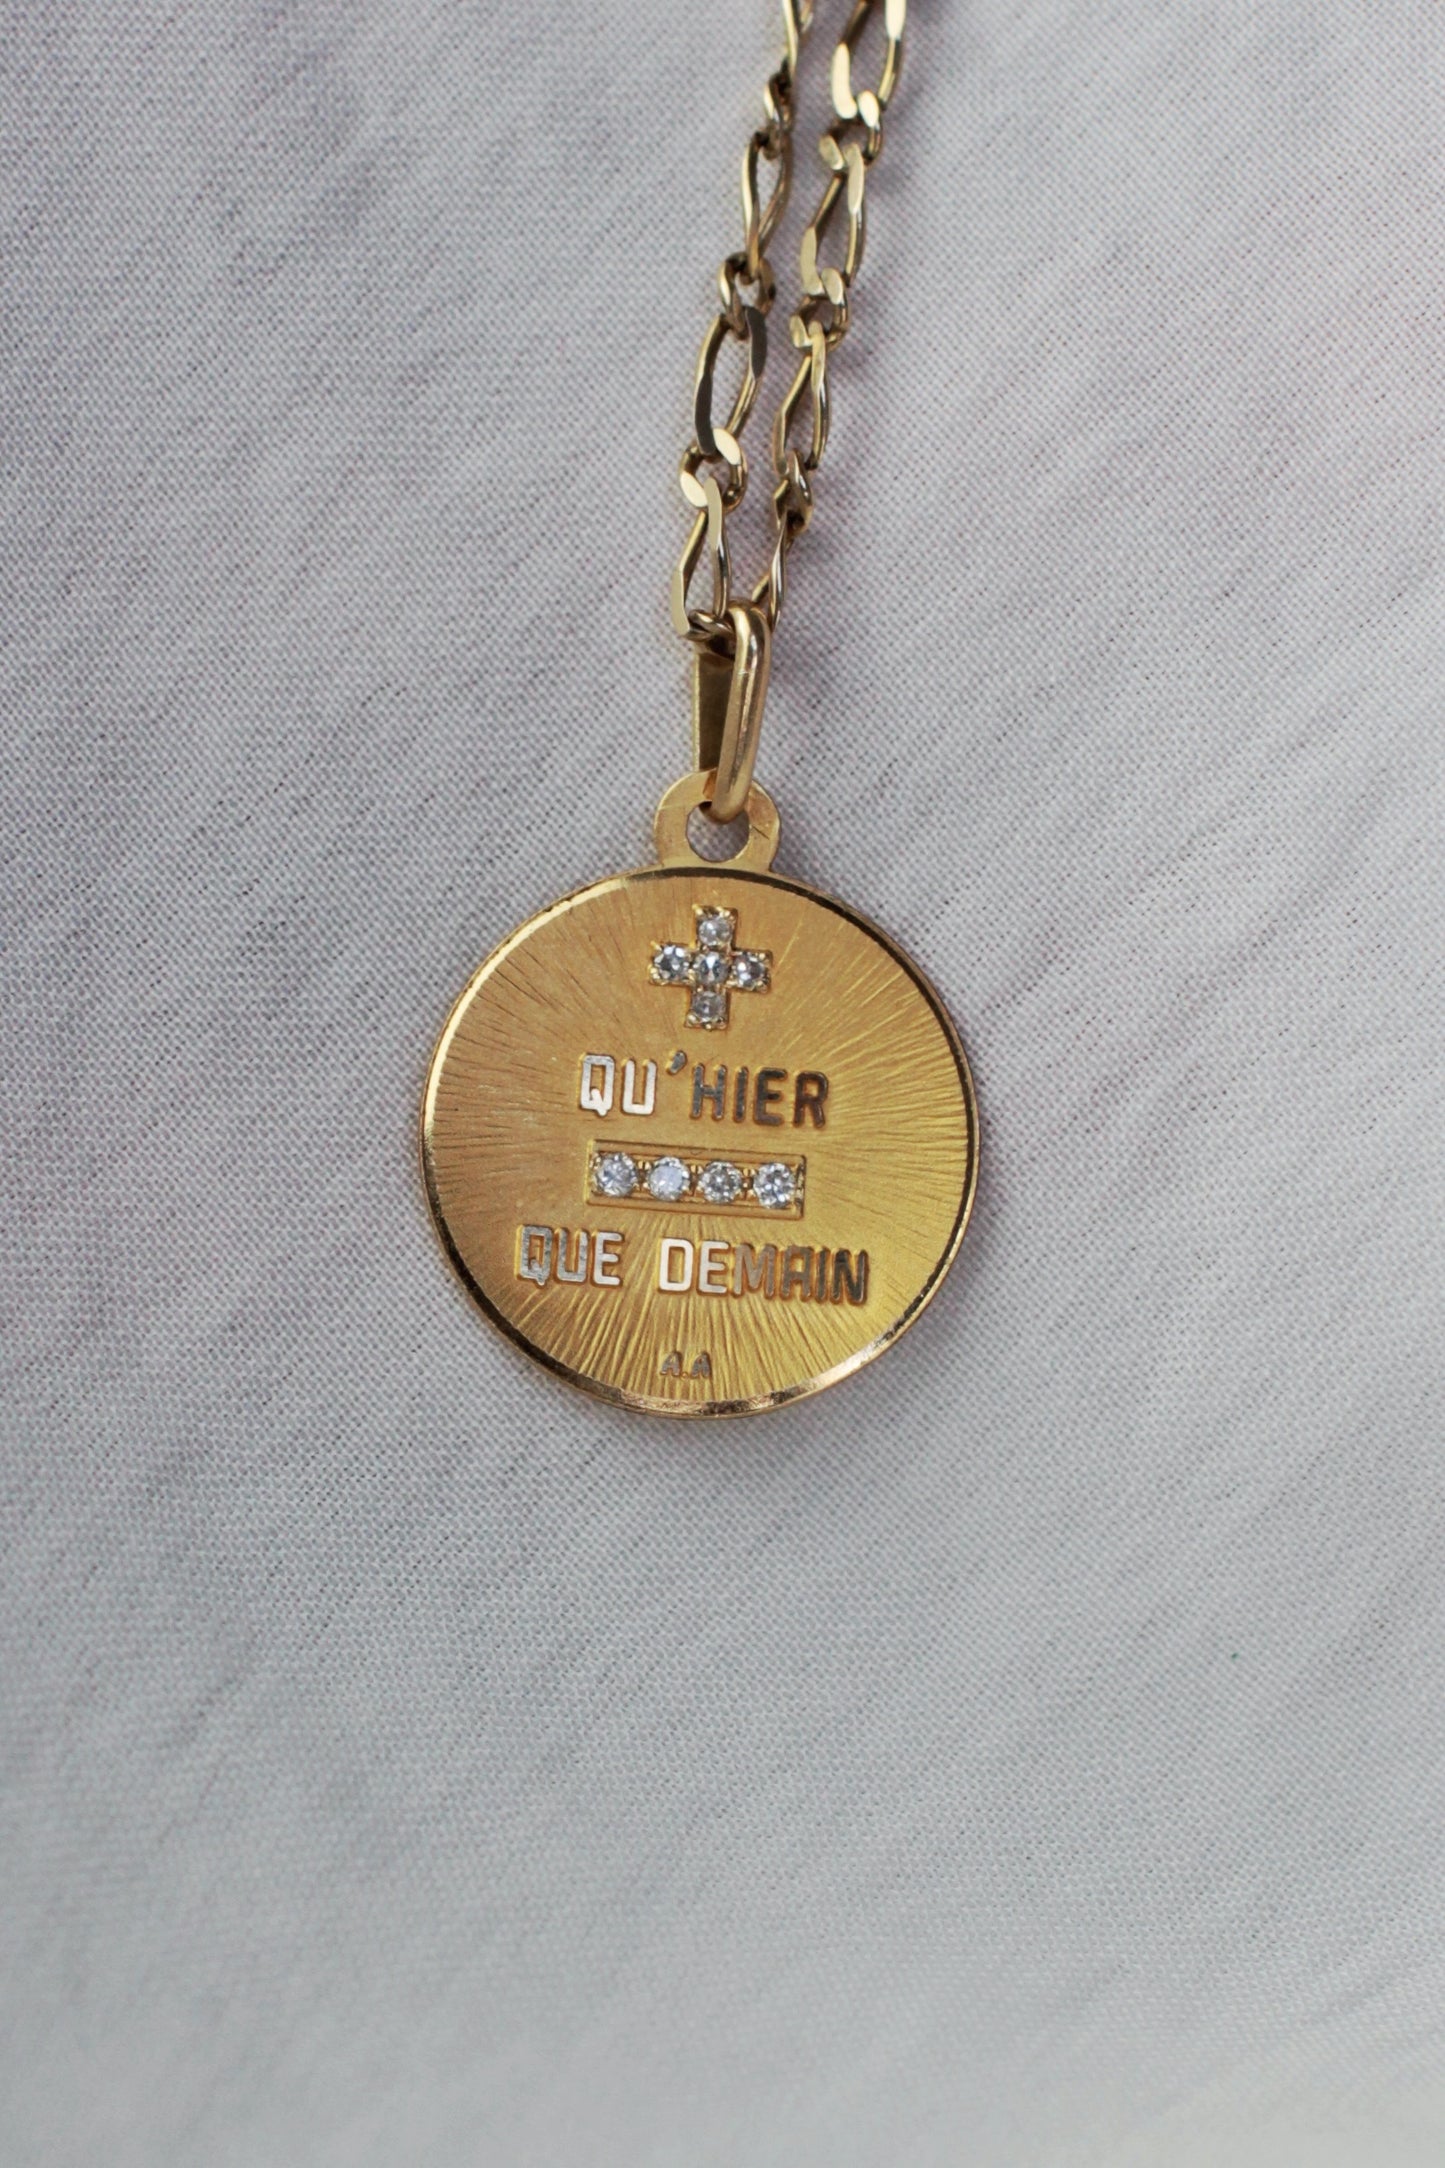 +
QU'HIER
-
QUE DEMAIN
A.A